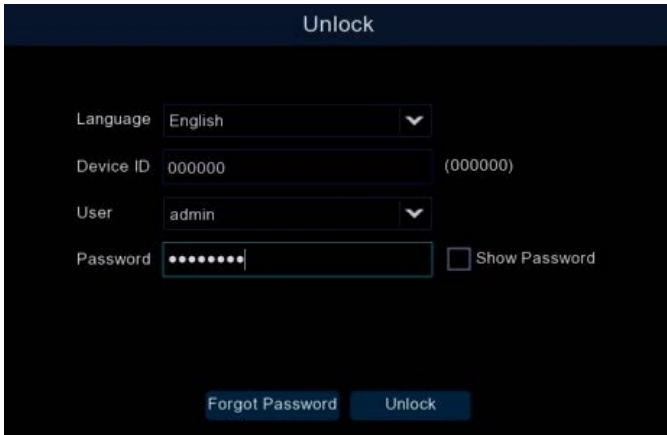 Unlock
Language English
Device ID 000000 (000000)
User admin
Password •••••••• Show Password
Forgot Password Unlock